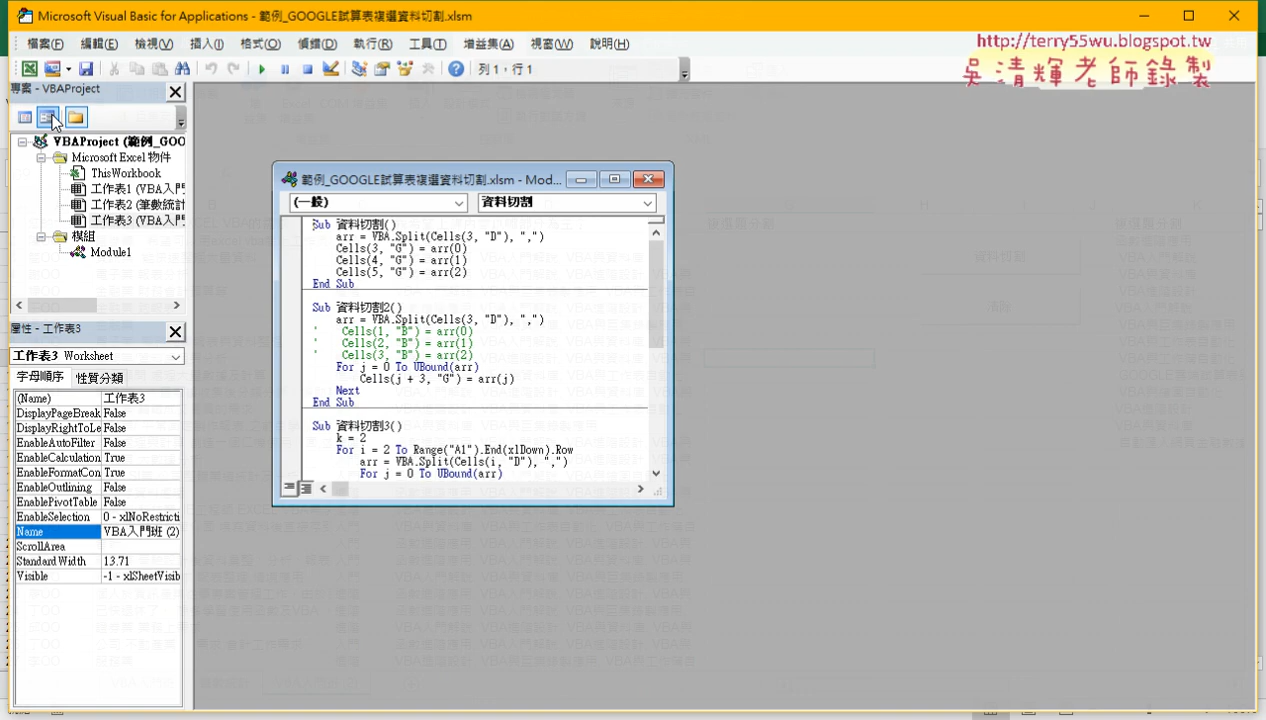 Microsoft Visual Basic for Applications - 範例_GOOGLE試算表複選資料切割.xlsm
檔案(F) 編輯(E) 檢視(V) 插入(I) 格式(O) 偵錯(D) 執行(R) 工具(T) 增益集(A) 視窗(W) 說明(H)
http://terry55wu.blogspot.tw
吳清輝老師錄製
列 1，行 1
專案 - VBAProject
VBAProject (範例_GOO
Microsoft Excel 物件
ThisWorkbook
工作表1 (VBA入門
工作表2 (筆數統計
工作表3 (VBA入門
模組
Module1
範例_GOOGLE試算表複選資料切割.xlsm - Mod...
(一般) 資料切割
Sub 資料切割()
arr = VBA.Split(Cells(3, "D"), ",")
Cells(3, "G") = arr(0)
Cells(4, "G") = arr(1)
Cells(5, "G") = arr(2)
End Sub
Sub 資料切割2()
arr = VBA.Split(Cells(3, "D"), ",")
' Cells(1, "B") = arr(0)
' Cells(2, "B") = arr(1)
' Cells(3, "B") = arr(2)
For j = 0 To UBound(arr)
Cells(j + 3, "G") = arr(j)
Next
End Sub
Sub 資料切割3()
k = 2
For i = 2 To Range("A1").End(xlDown).Row
arr = VBA.Split(Cells(i, "D"), ",")
For j = 0 To UBound(arr)
屬性 - 工作表3
工作表3 Worksheet
字母順序 性質分類
(Name) 工作表3
DisplayPageBreak False
DisplayRightToLe False
EnableAutoFilter False
EnableCalculation True
EnableFormatCon True
EnableOutlining False
EnablePivotTable False
EnableSelection 0 - xlNoRestricti
Name VBA入門班 (2)
ScrollArea
StandardWidth 13.71
Visible -1 - xlSheetVisib